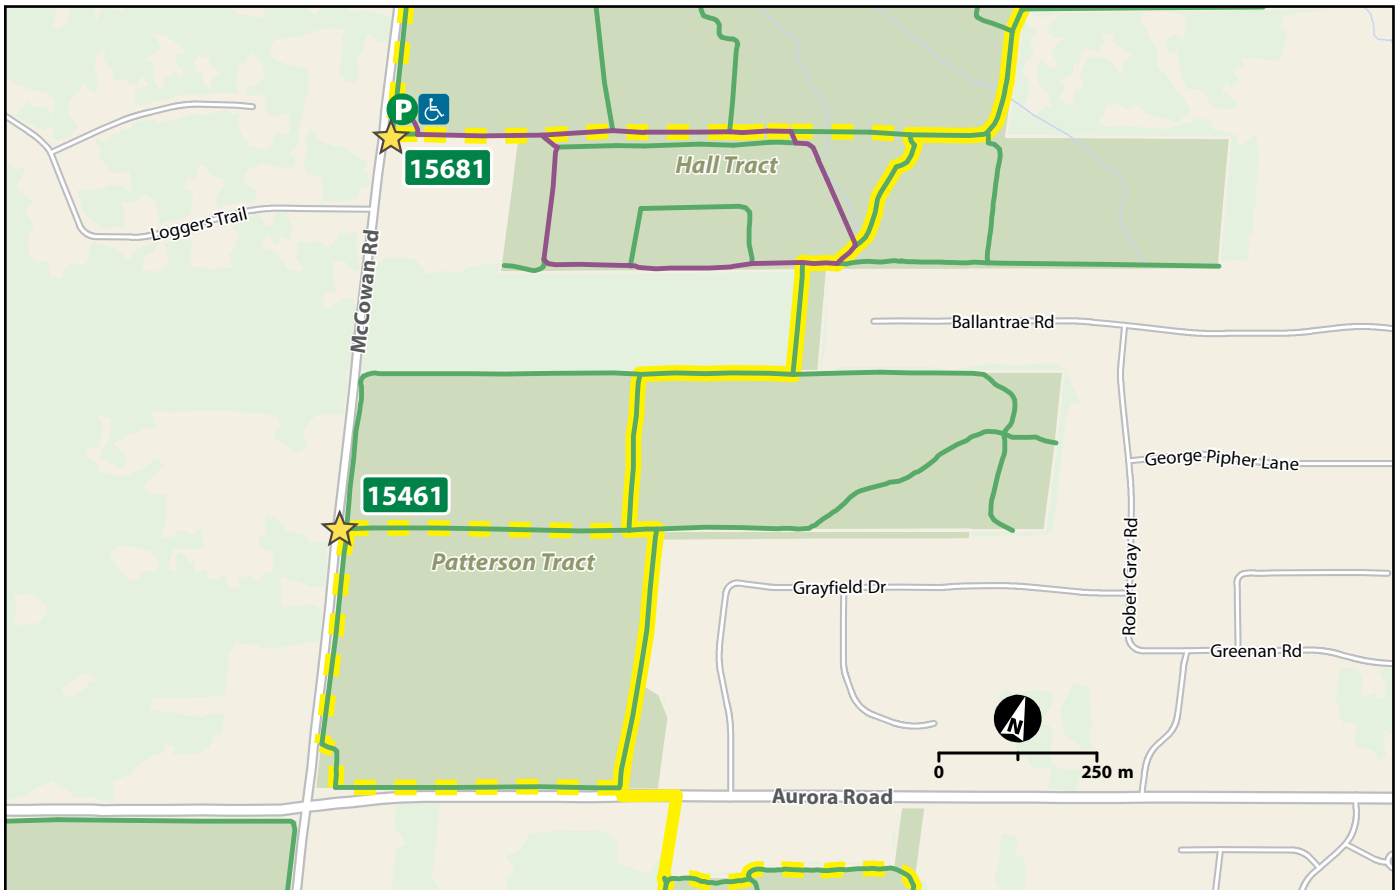 P
15681
Hall Tract
Loggers Trail
McCowan Rd
Ballantrae Rd
George Pipher Lane
15461
Patterson Tract
Robert Gray Rd
Grayfield Dr
Greenan Rd
N
0 250 m
Aurora Road